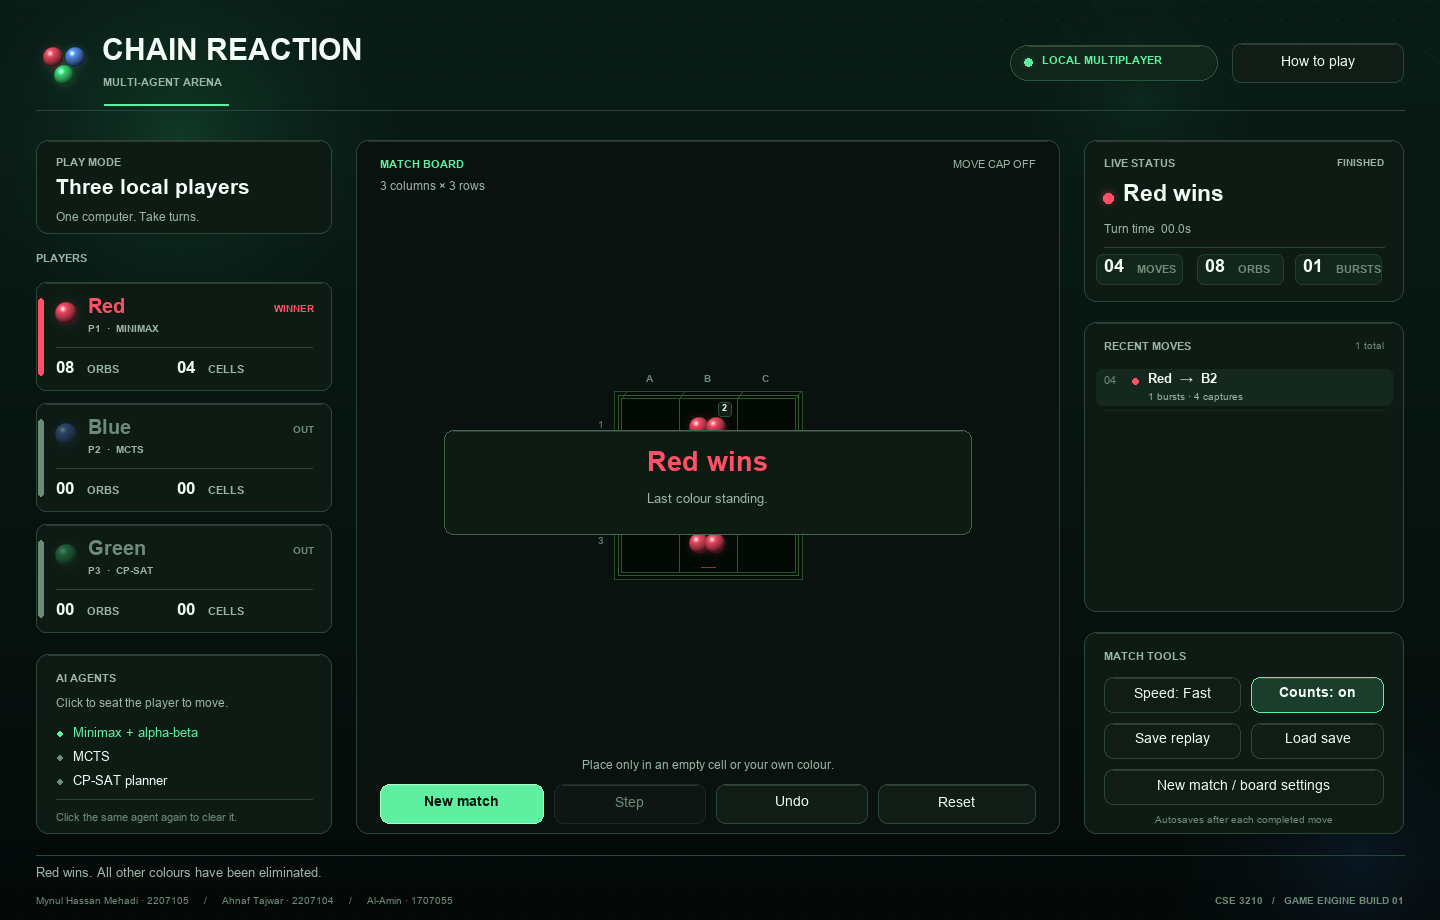 CHAIN REACTION
MULTI-AGENT ARENA
LOCAL MULTIPLAYER
How to play
PLAY MODE
Three local players
One computer. Take turns.
PLAYERS
Red
WINNER
P1 · MINIMAX
08 ORBS 04 CELLS
Blue
OUT
P2 · MCTS
00 ORBS 00 CELLS
Green
OUT
P3 · CP-SAT
00 ORBS 00 CELLS
AI AGENTS
Click to seat the player to move.
Minimax + alpha-beta
MCTS
CP-SAT planner
Click the same agent again to clear it.
MATCH BOARD
MOVE CAP OFF
3 columns × 3 rows
A B C
2
1
Red wins
Last colour standing.
3
Place only in an empty cell or your own colour.
New match
Step
Undo
Reset
LIVE STATUS
FINISHED
Red wins
Turn time 00.0s
04 MOVES 08 ORBS 01 BURSTS
RECENT MOVES
1 total
04 Red → B2
1 bursts · 4 captures
MATCH TOOLS
Speed: Fast
Counts: on
Save replay
Load save
New match / board settings
Autosaves after each completed move
Red wins. All other colours have been eliminated.
Mynul Hassan Mehadi · 2207105 / Ahnaf Tajwar · 2207104 / Al-Amin · 1707055
CSE 3210 / GAME ENGINE BUILD 01